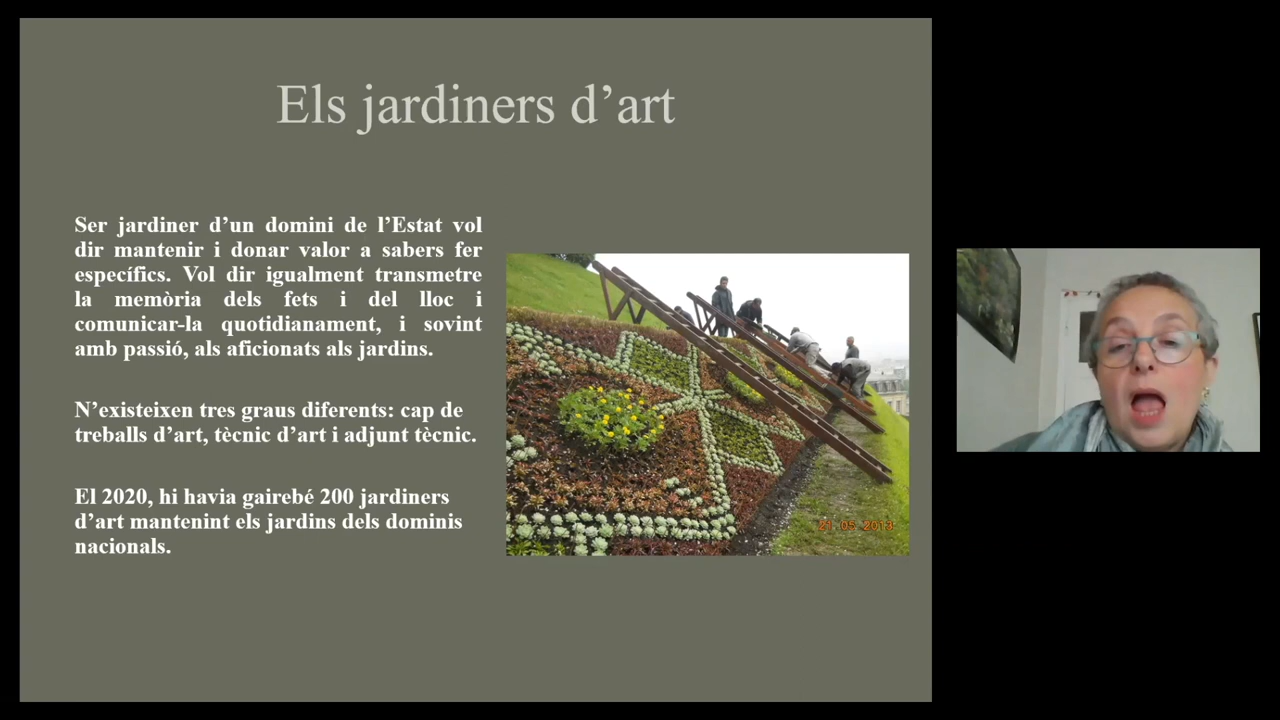 Els jardiners d’art
Ser jardiner d’un domini de l’Estat vol
dir mantenir i donar valor a sabers fer
específics. Vol dir igualment transmetre
la memòria dels fets i del lloc i
comunicar-la quotidianament, i sovint
amb passió, als aficionats als jardins.
N’existeixen tres graus diferents: cap de
treballs d’art, tècnic d’art i adjunt tècnic.
El 2020, hi havia gairebé 200 jardiners
d’art mantenint els jardins dels dominis
nacionals.
21 05 2013